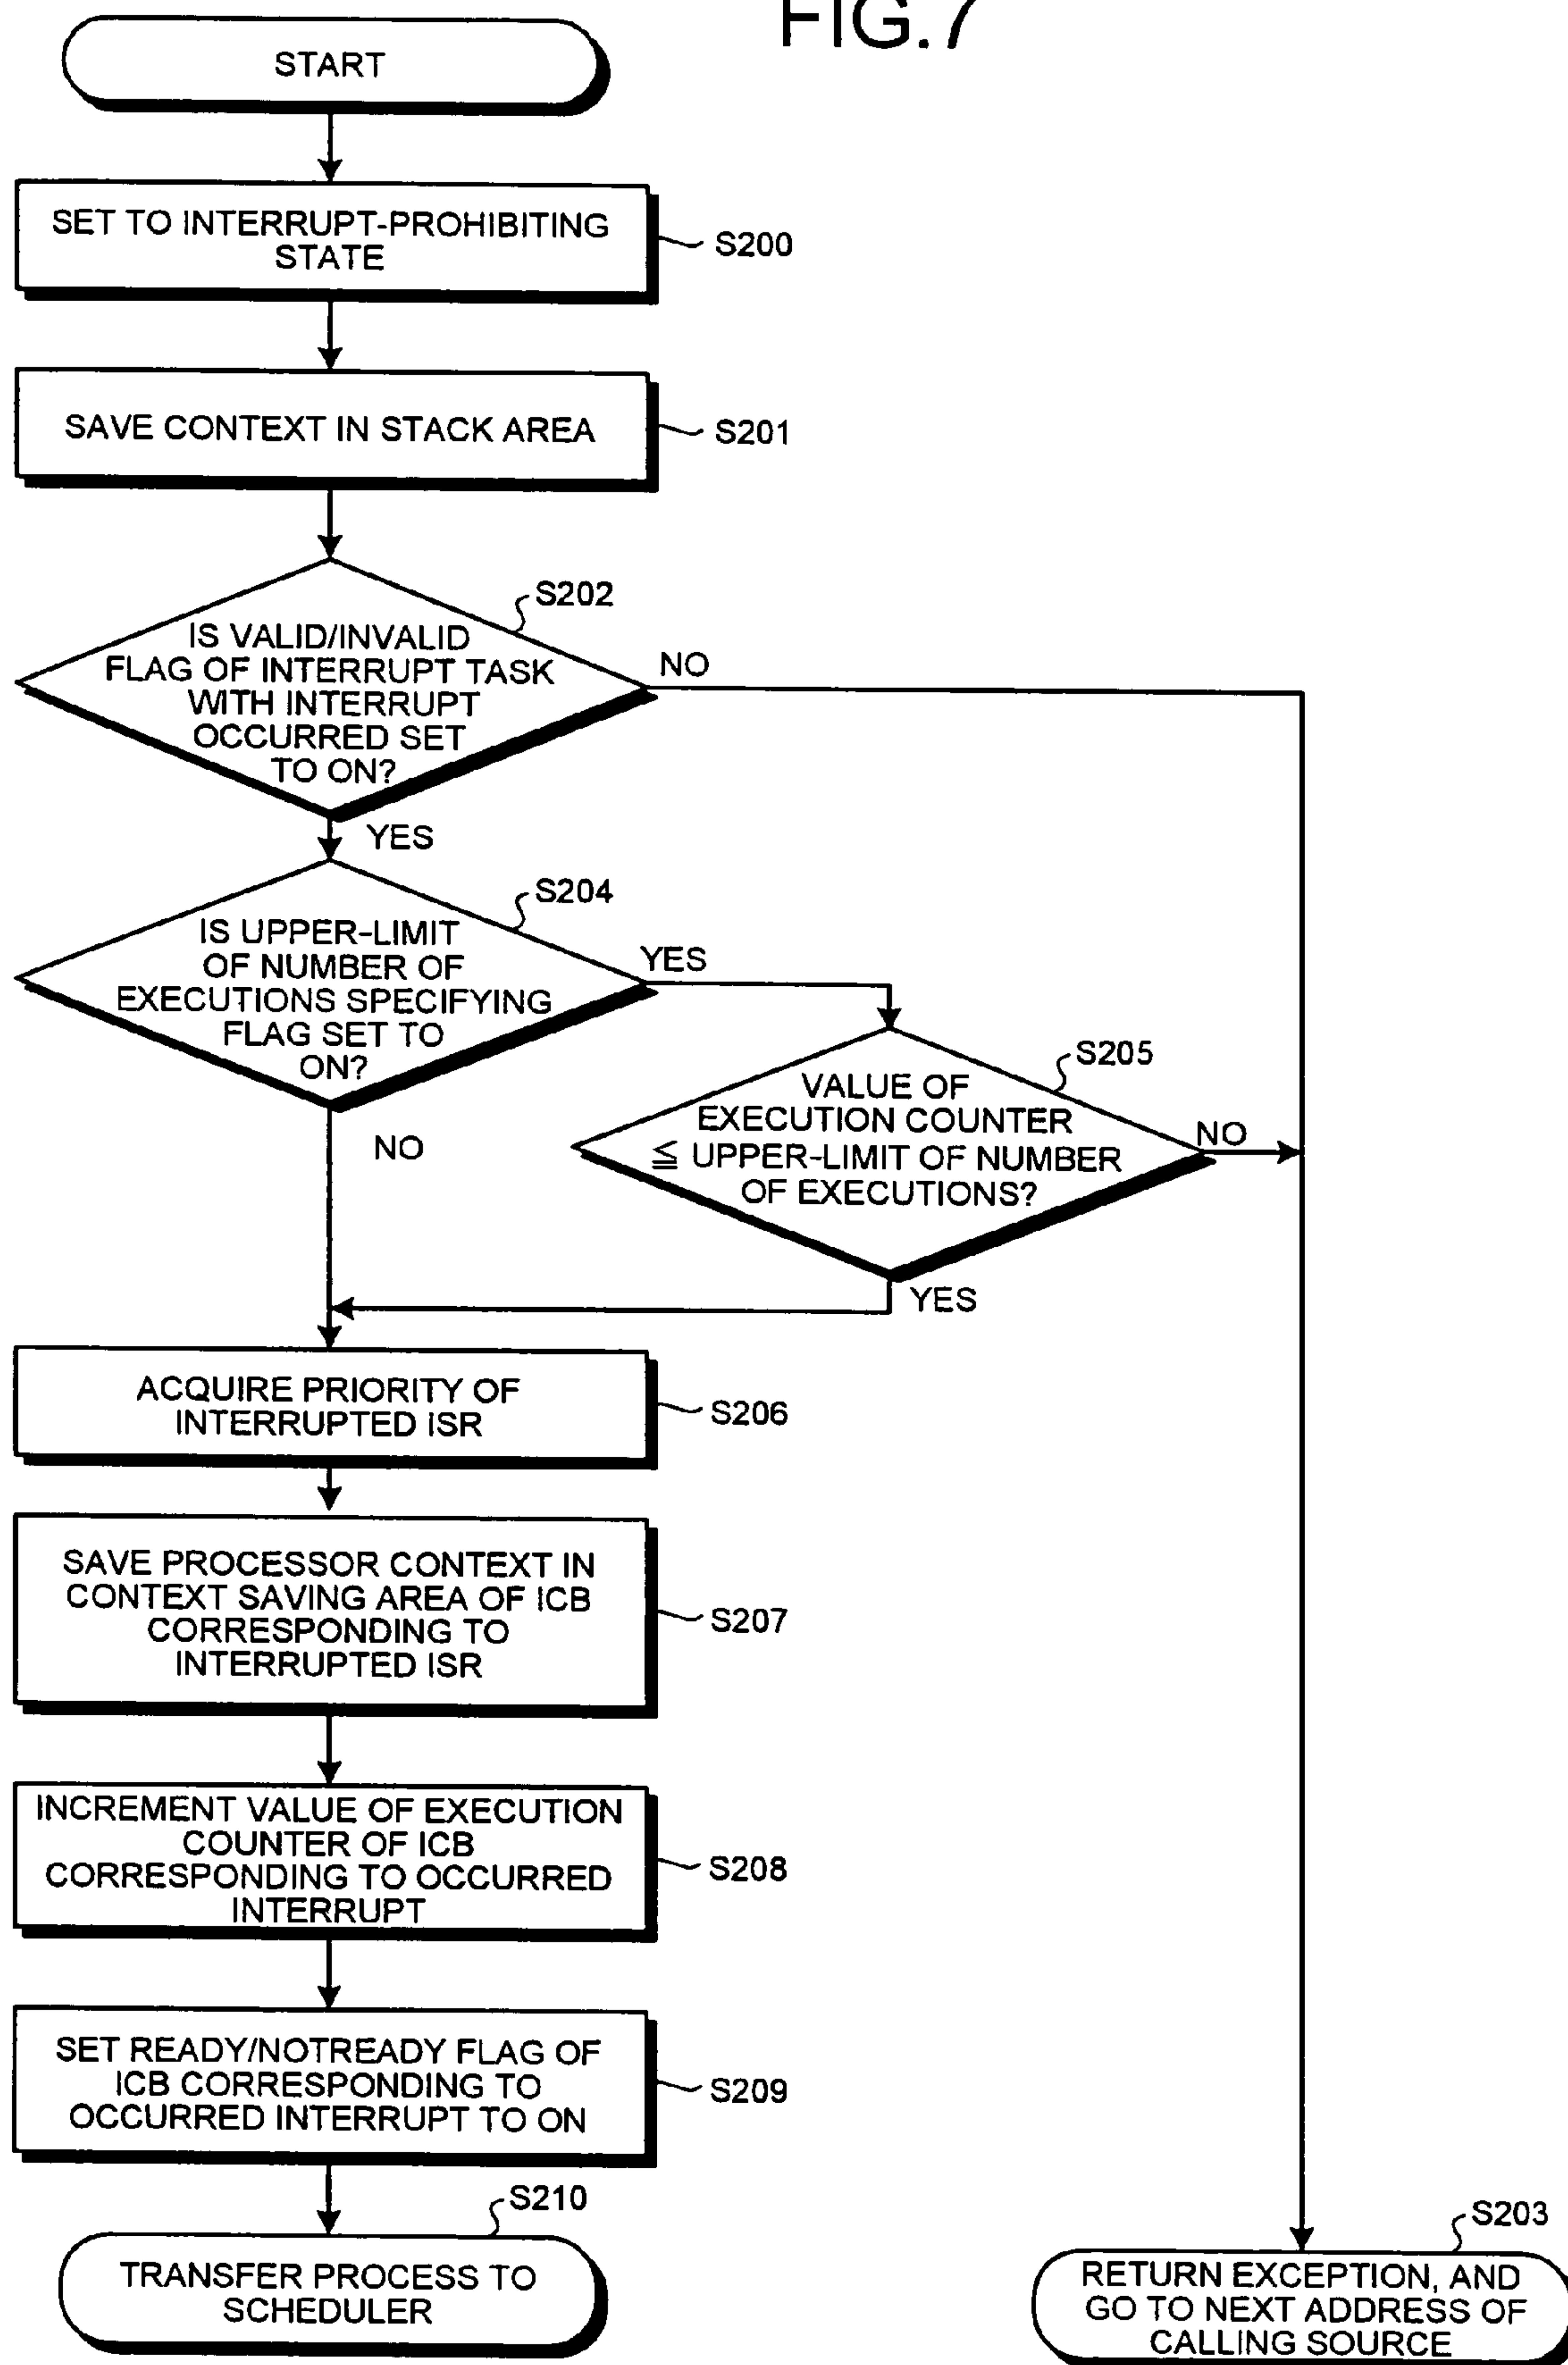 FIG.7
START
SET TO INTERRUPT-PROHIBITING
STATE
S200
SAVE CONTEXT IN STACK AREA
S201
S202
IS VALID/INVALID
FLAG OF INTERRUPT TASK
WITH INTERRUPT
OCCURRED SET
TO ON?
NO
YES
S204
IS UPPER-LIMIT
OF NUMBER OF
EXECUTIONS SPECIFYING
FLAG SET TO
ON?
YES
NO
S205
VALUE OF
EXECUTION COUNTER
≦ UPPER-LIMIT OF NUMBER
OF EXECUTIONS?
NO
YES
ACQUIRE PRIORITY OF
INTERRUPTED ISR
S206
SAVE PROCESSOR CONTEXT IN
CONTEXT SAVING AREA OF ICB
CORRESPONDING TO
INTERRUPTED ISR
S207
INCREMENT VALUE OF EXECUTION
COUNTER OF ICB
CORRESPONDING TO OCCURRED
INTERRUPT
S208
SET READY/NOTREADY FLAG OF
ICB CORRESPONDING TO
OCCURRED INTERRUPT TO ON
S209
S210
TRANSFER PROCESS TO
SCHEDULER
S203
RETURN EXCEPTION, AND
GO TO NEXT ADDRESS OF
CALLING SOURCE